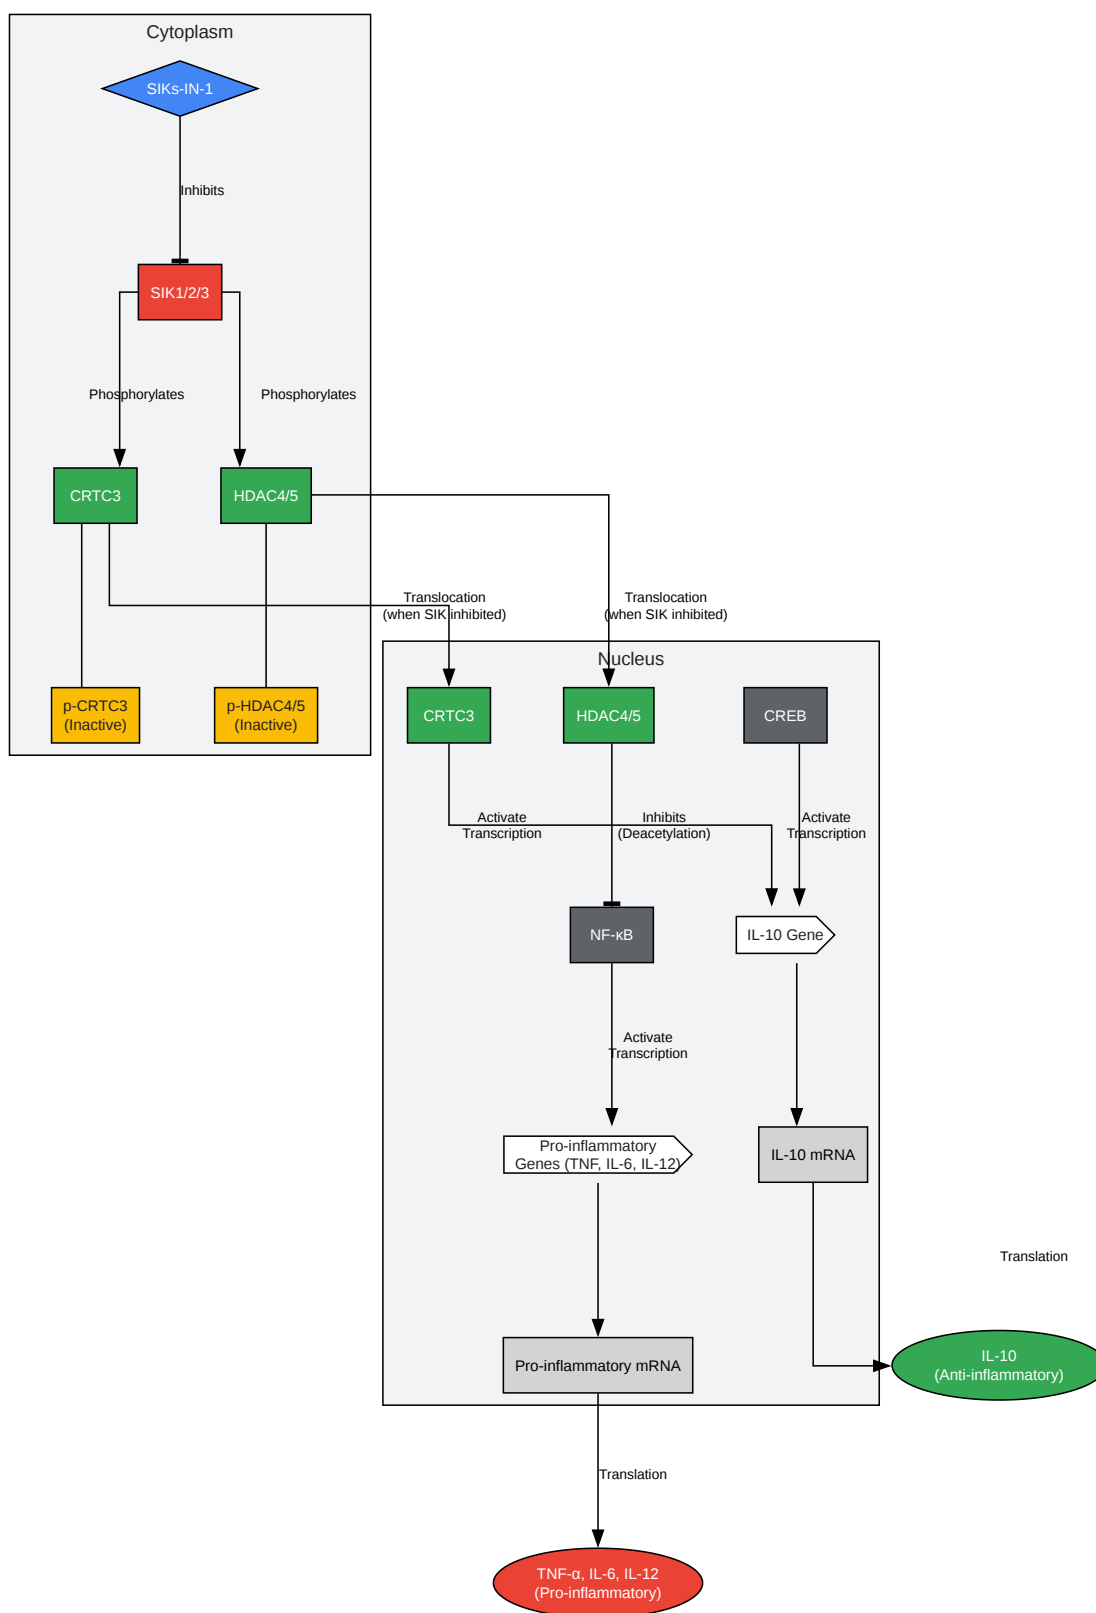 Cytoplasm
SIKs-IN-1
Inhibits
SIK1/2/3
Phosphorylates
Phosphorylates
CRTC3
HDAC4/5
Translocation
(when SIK inhibited)
Translocation
(when SIK inhibited)
p-CRTC3
(Inactive)
p-HDAC4/5
(Inactive)
Nucleus
CRTC3
HDAC4/5
CREB
Activate
Transcription
Inhibits
(Deacetylation)
Activate
Transcription
NF-κB
IL-10 Gene
Activate
Transcription
Pro-inflammatory
Genes (TNF, IL-6, IL-12)
IL-10 mRNA
Translation
Pro-inflammatory mRNA
IL-10
(Anti-inflammatory)
Translation
TNF-α, IL-6, IL-12
(Pro-inflammatory)